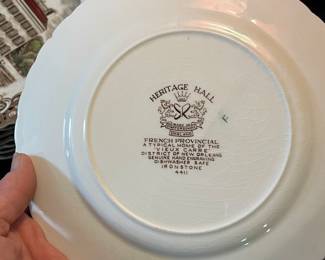 HERITAGE HALL
FRENCH PROVINCIAL
A TYPICAL HOME OF THE
"VIEUX CARRE"
DISTRICT OF NEW ORLEANS
GENUINE HAND ENGRAVING
DISHWASHER SAFE
IRONSTONE
4411
F